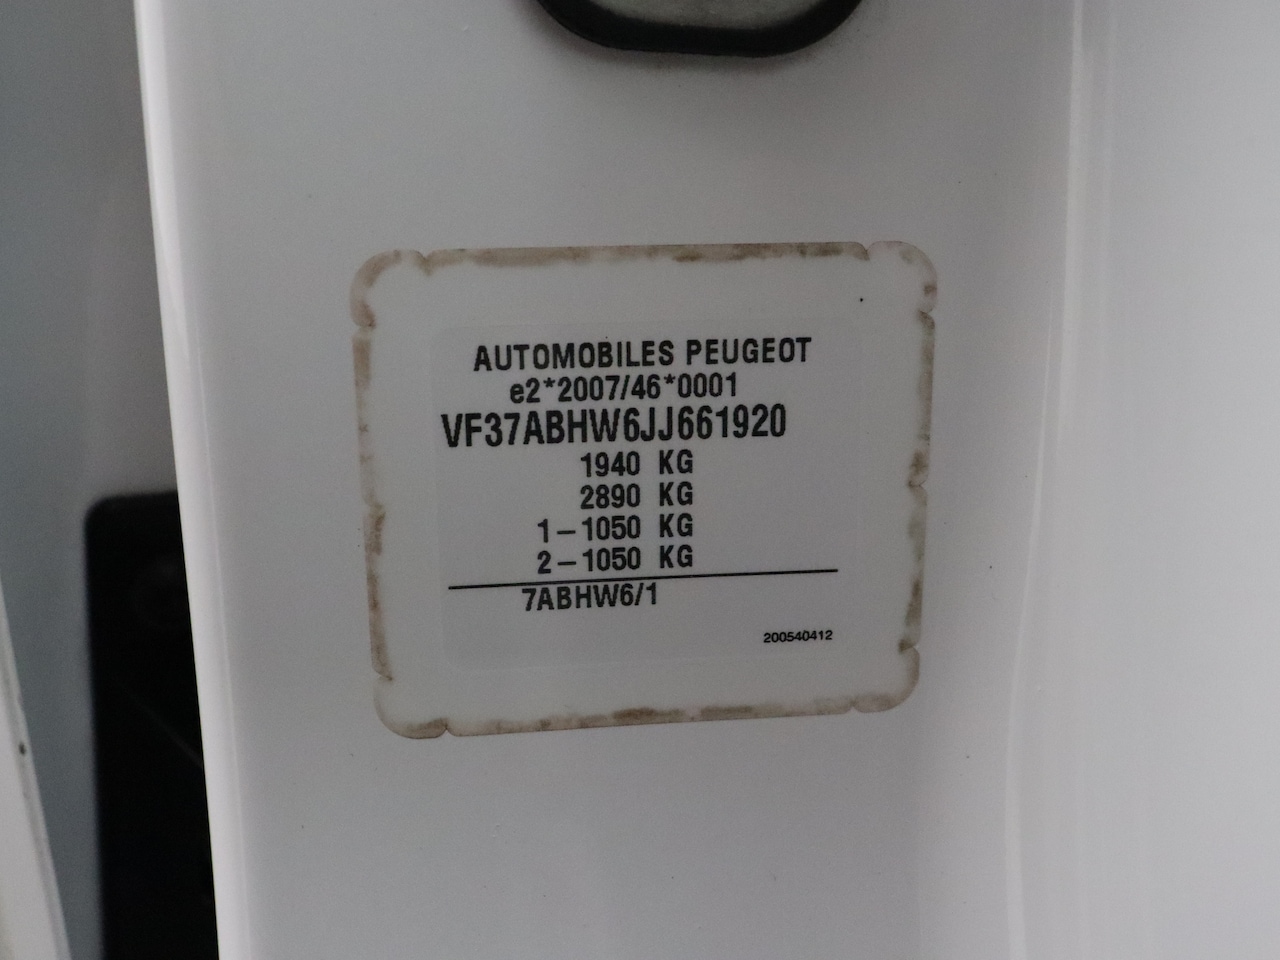 AUTOMOBILES PEUGEOT
e2*2007/46*0001
VF37ABHW6JJ661920
1940 KG
2890 KG
1-1050 KG
2-1050 KG
7ABHW6/1
200540412